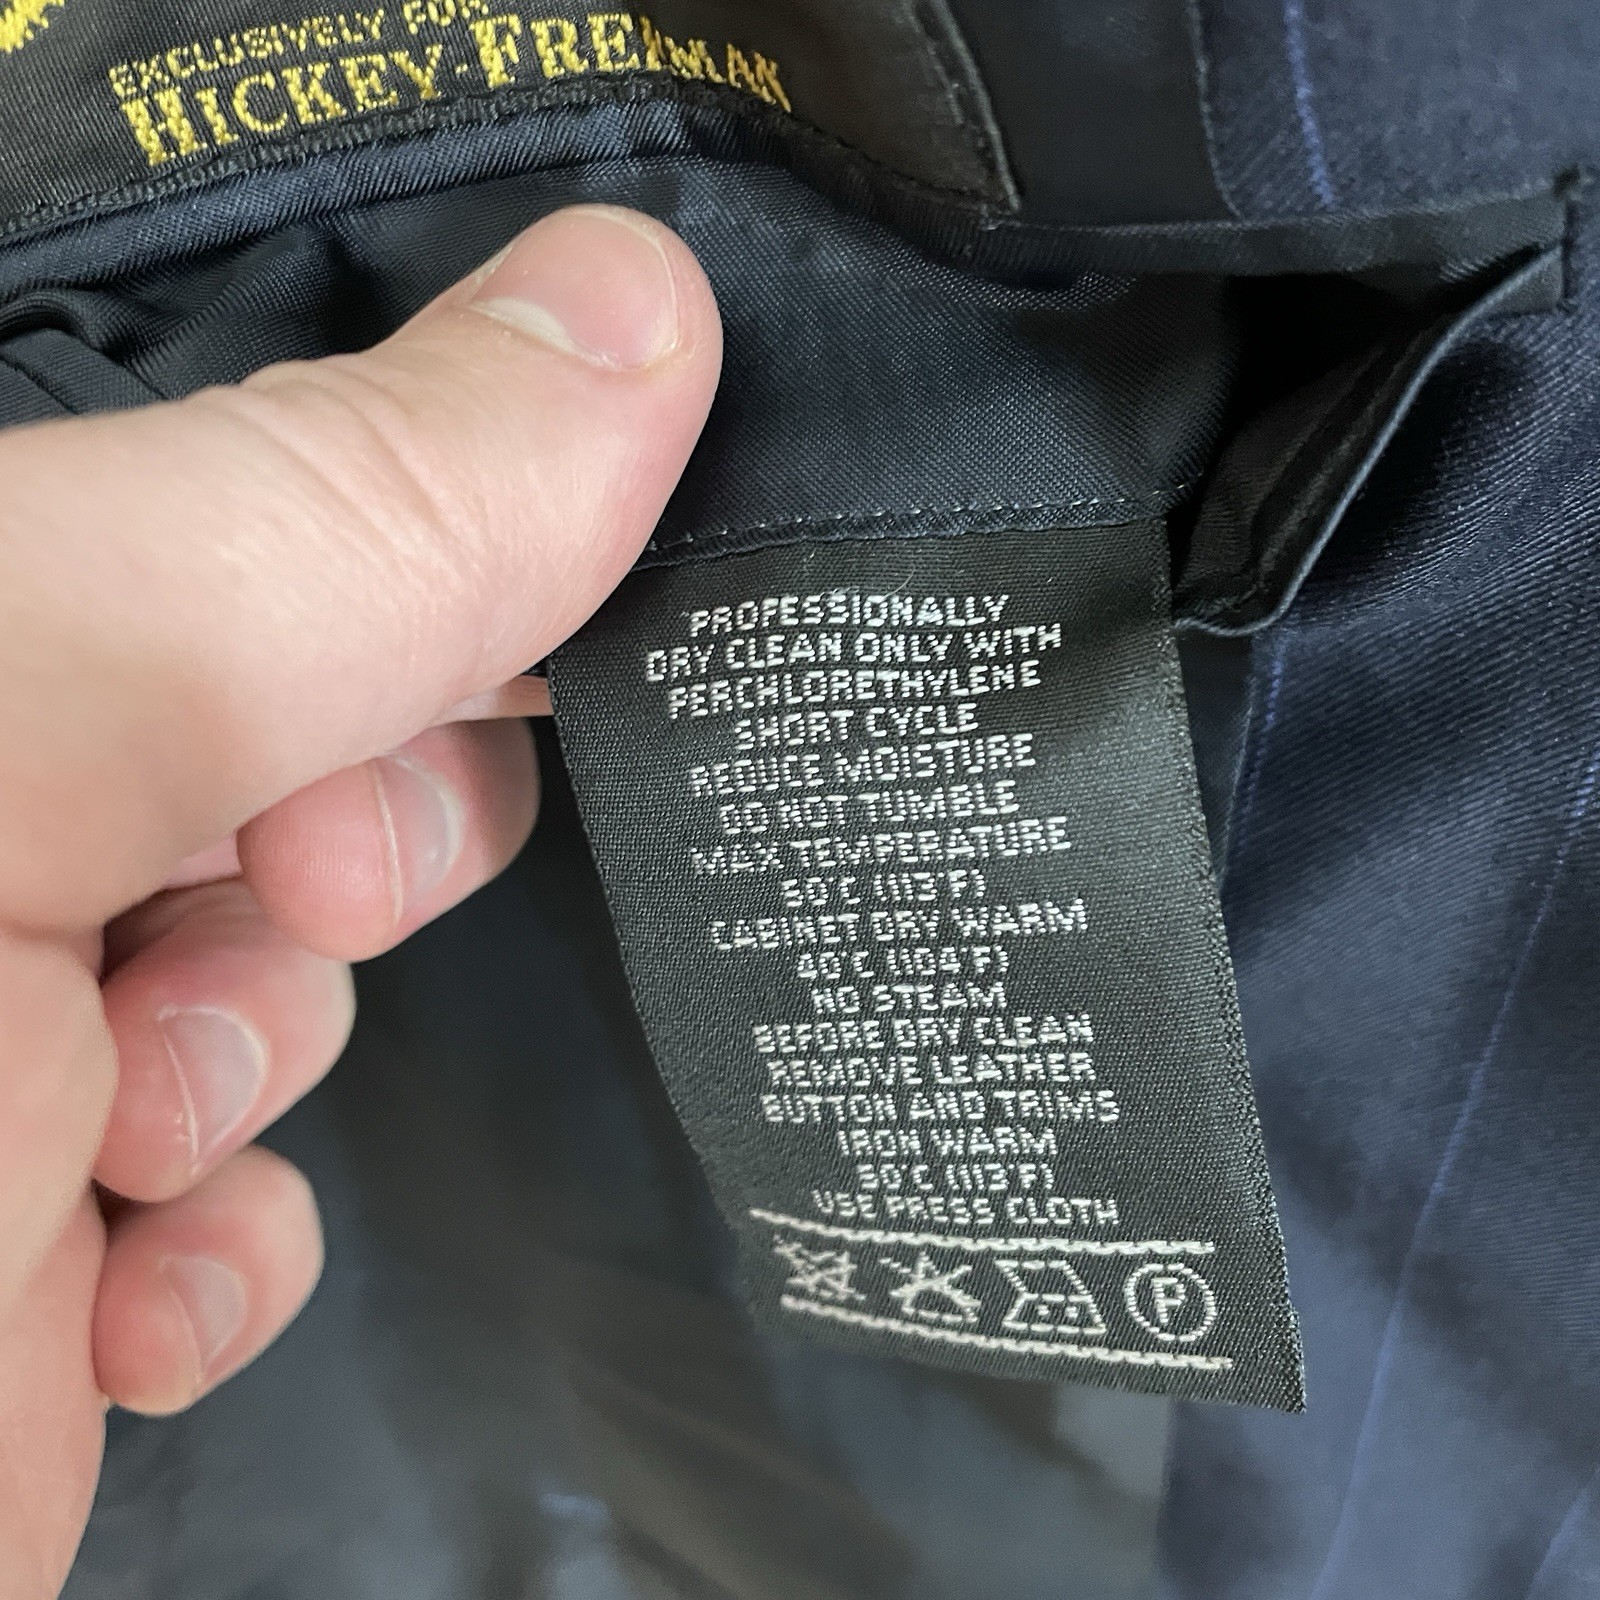 EXCLUSIVELY FOR
HICKEY-FREEMAN
PROFESSIONALLY
DRY CLEAN ONLY WITH
PERCHLORETHYLENE
SHORT CYCLE
REDUCE MOISTURE
DO NOT TUMBLE
MAX TEMPERATURE
50°C (113°F)
CABINET DRY WARM
40°C (104°F)
NO STEAM
BEFORE DRY CLEAN
REMOVE LEATHER
BUTTON AND TRIMS
IRON WARM
50°C (113°F)
USE PRESS CLOTH
P